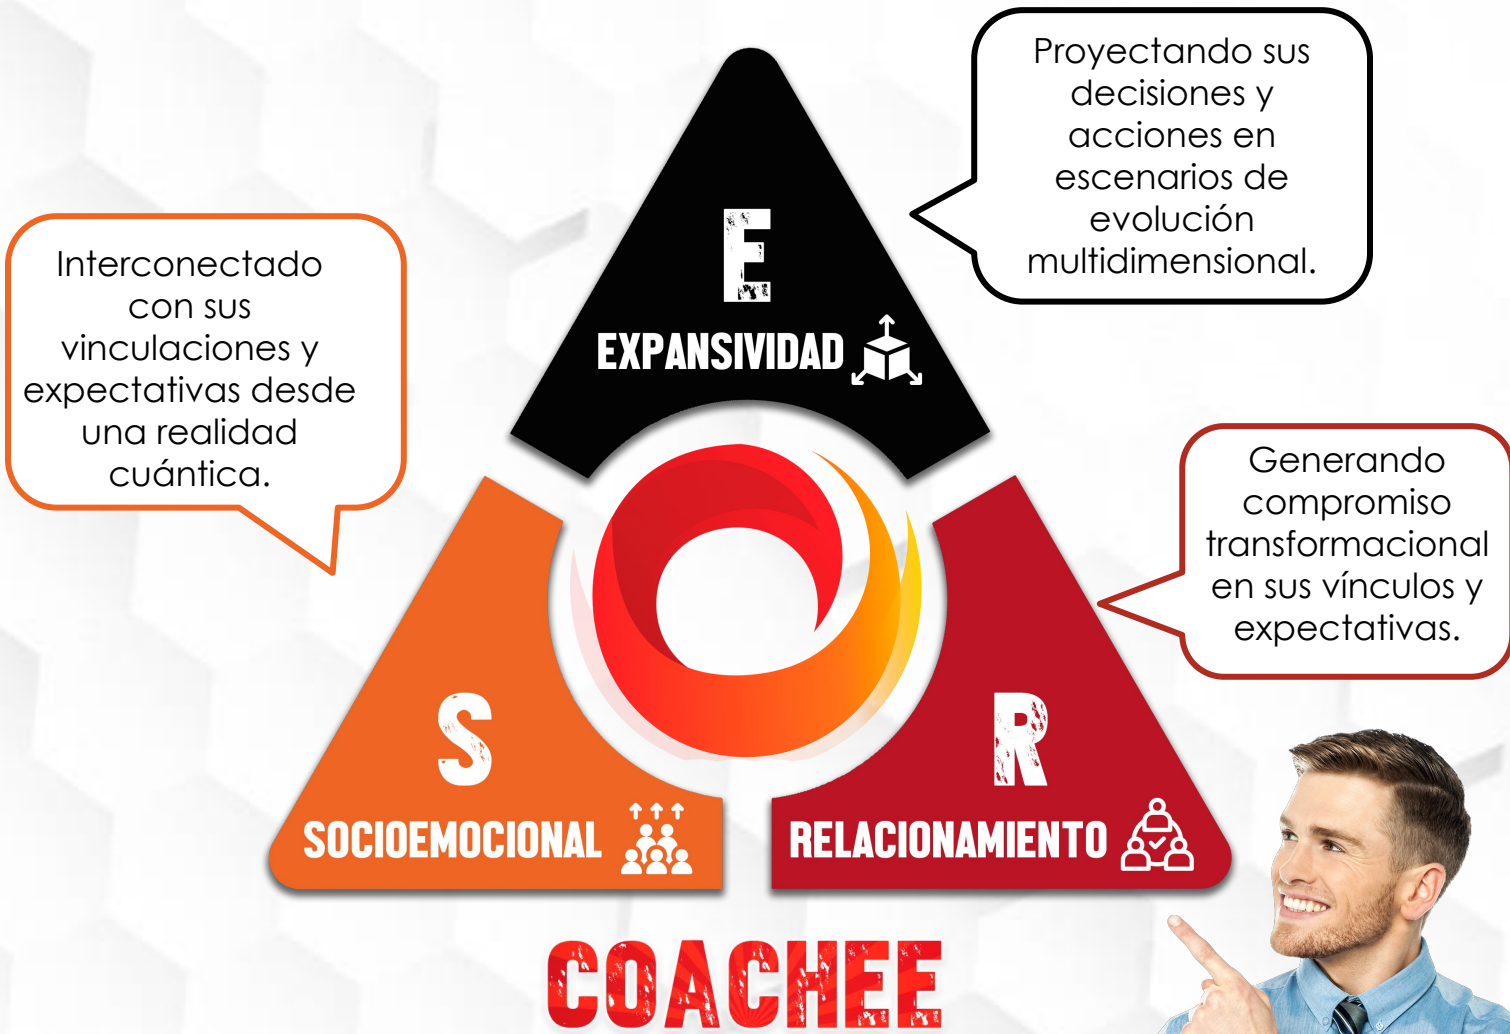 Proyectando sus
decisiones y
acciones en
escenarios de
evolución
multidimensional.
E
EXPANSIVIDAD
Interconectado
con sus
vinculaciones y
expectativas desde
una realidad
cuántica.
Generando
compromiso
transformacional
en sus vínculos y
expectativas.
S
SOCIOEMOCIONAL
R
RELACIONAMIENTO
COACHEE